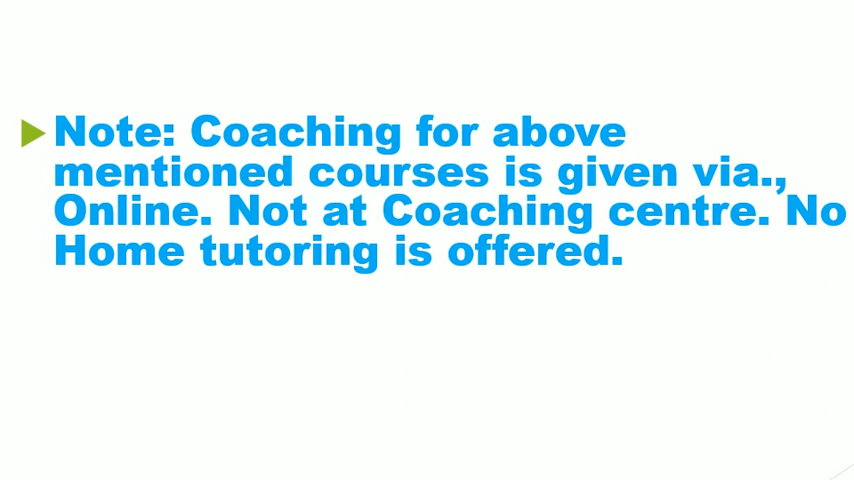 Note: Coaching for above
mentioned courses is given via.,
Online. Not at Coaching centre. No
Home tutoring is offered.